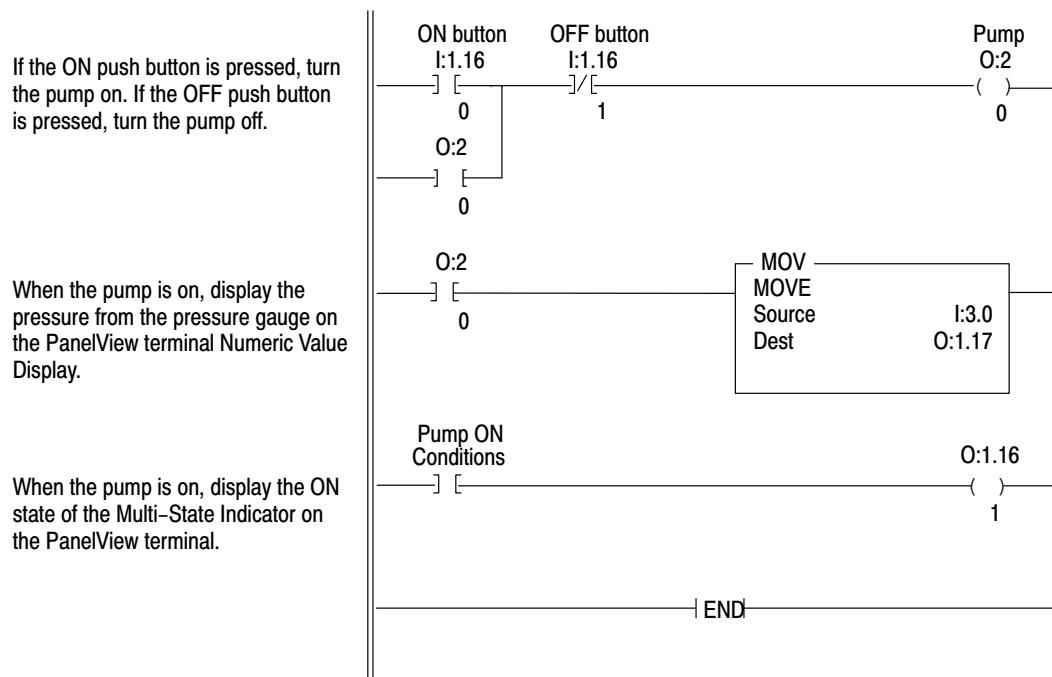 If the ON push button is pressed, turn
the pump on. If the OFF push button
is pressed, turn the pump off.
ON button
I:1.16
0
OFF button
I:1.16
1
Pump
O:2
0
O:2
0
When the pump is on, display the
pressure from the pressure gauge on
the PanelView terminal Numeric Value
Display.
O:2
0
MOV
MOVE
Source I:3.0
Dest O:1.17
When the pump is on, display the ON
state of the Multi–State Indicator on
the PanelView terminal.
Pump ON
Conditions
O:1.16
1
END